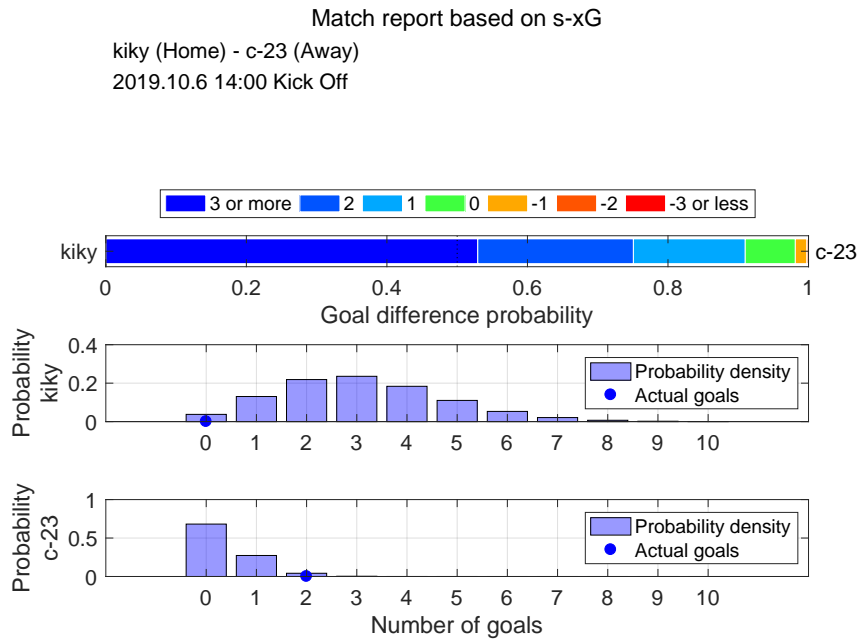 Match report based on s-xG
kiky (Home) - c-23 (Away)
2019.10.6 14:00 Kick Off
3 or more 2 1 0 -1 -2 -3 or less
kiky c-23
0 0.2 0.4 0.6 0.8 1
Goal difference probability
Probability
kiky
0.4
0.2
0
Probability density
Actual goals
0 1 2 3 4 5 6 7 8 9 10
Probability
c-23
1
0.5
0
Probability density
Actual goals
0 1 2 3 4 5 6 7 8 9 10
Number of goals